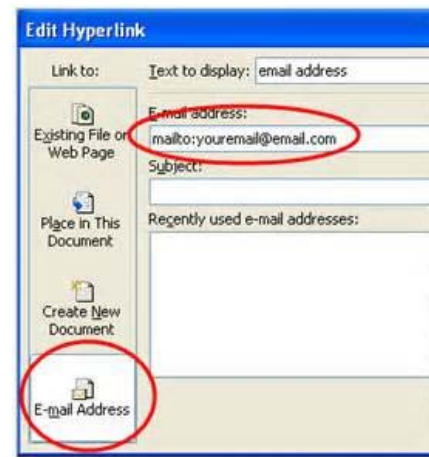 Edit Hyperlink
Link to:
Text to display: email address
Existing File or
Web Page
E-mail address:
mailto:youremail@email.com
Subject:
Place in This
Document
Recently used e-mail addresses:
Create New
Document
E-mail Address